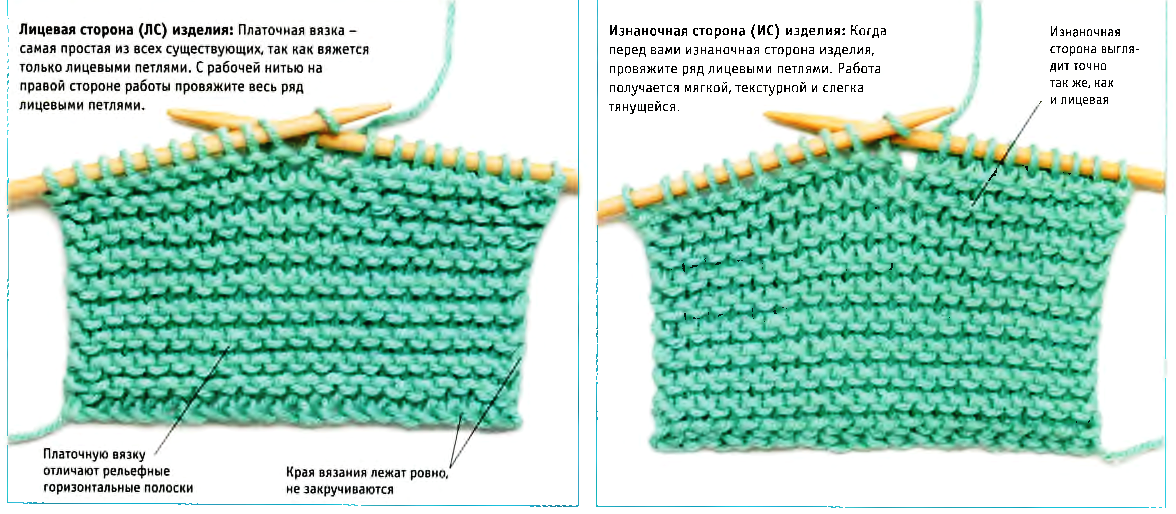 Лицевая сторона (ЛС) изделия: Платочная вязка –
самая простая из всех существующих, так как вяжется
только лицевыми петлями. С рабочей нитью на
правой стороне работы провяжите весь ряд
лицевыми петлями.
Платочную вязку
отличают рельефные
горизонтальные полоски
Края вязания лежат ровно,
не закручиваются
Изнаночная сторона (ИС) изделия: Когда
перед вами изнаночная сторона изделия,
провяжите ряд лицевыми петлями. Работа
получается мягкой, текстурной и слегка
тянущейся.
Изнаночная
сторона выгля-
дит точно
так же, как
и лицевая